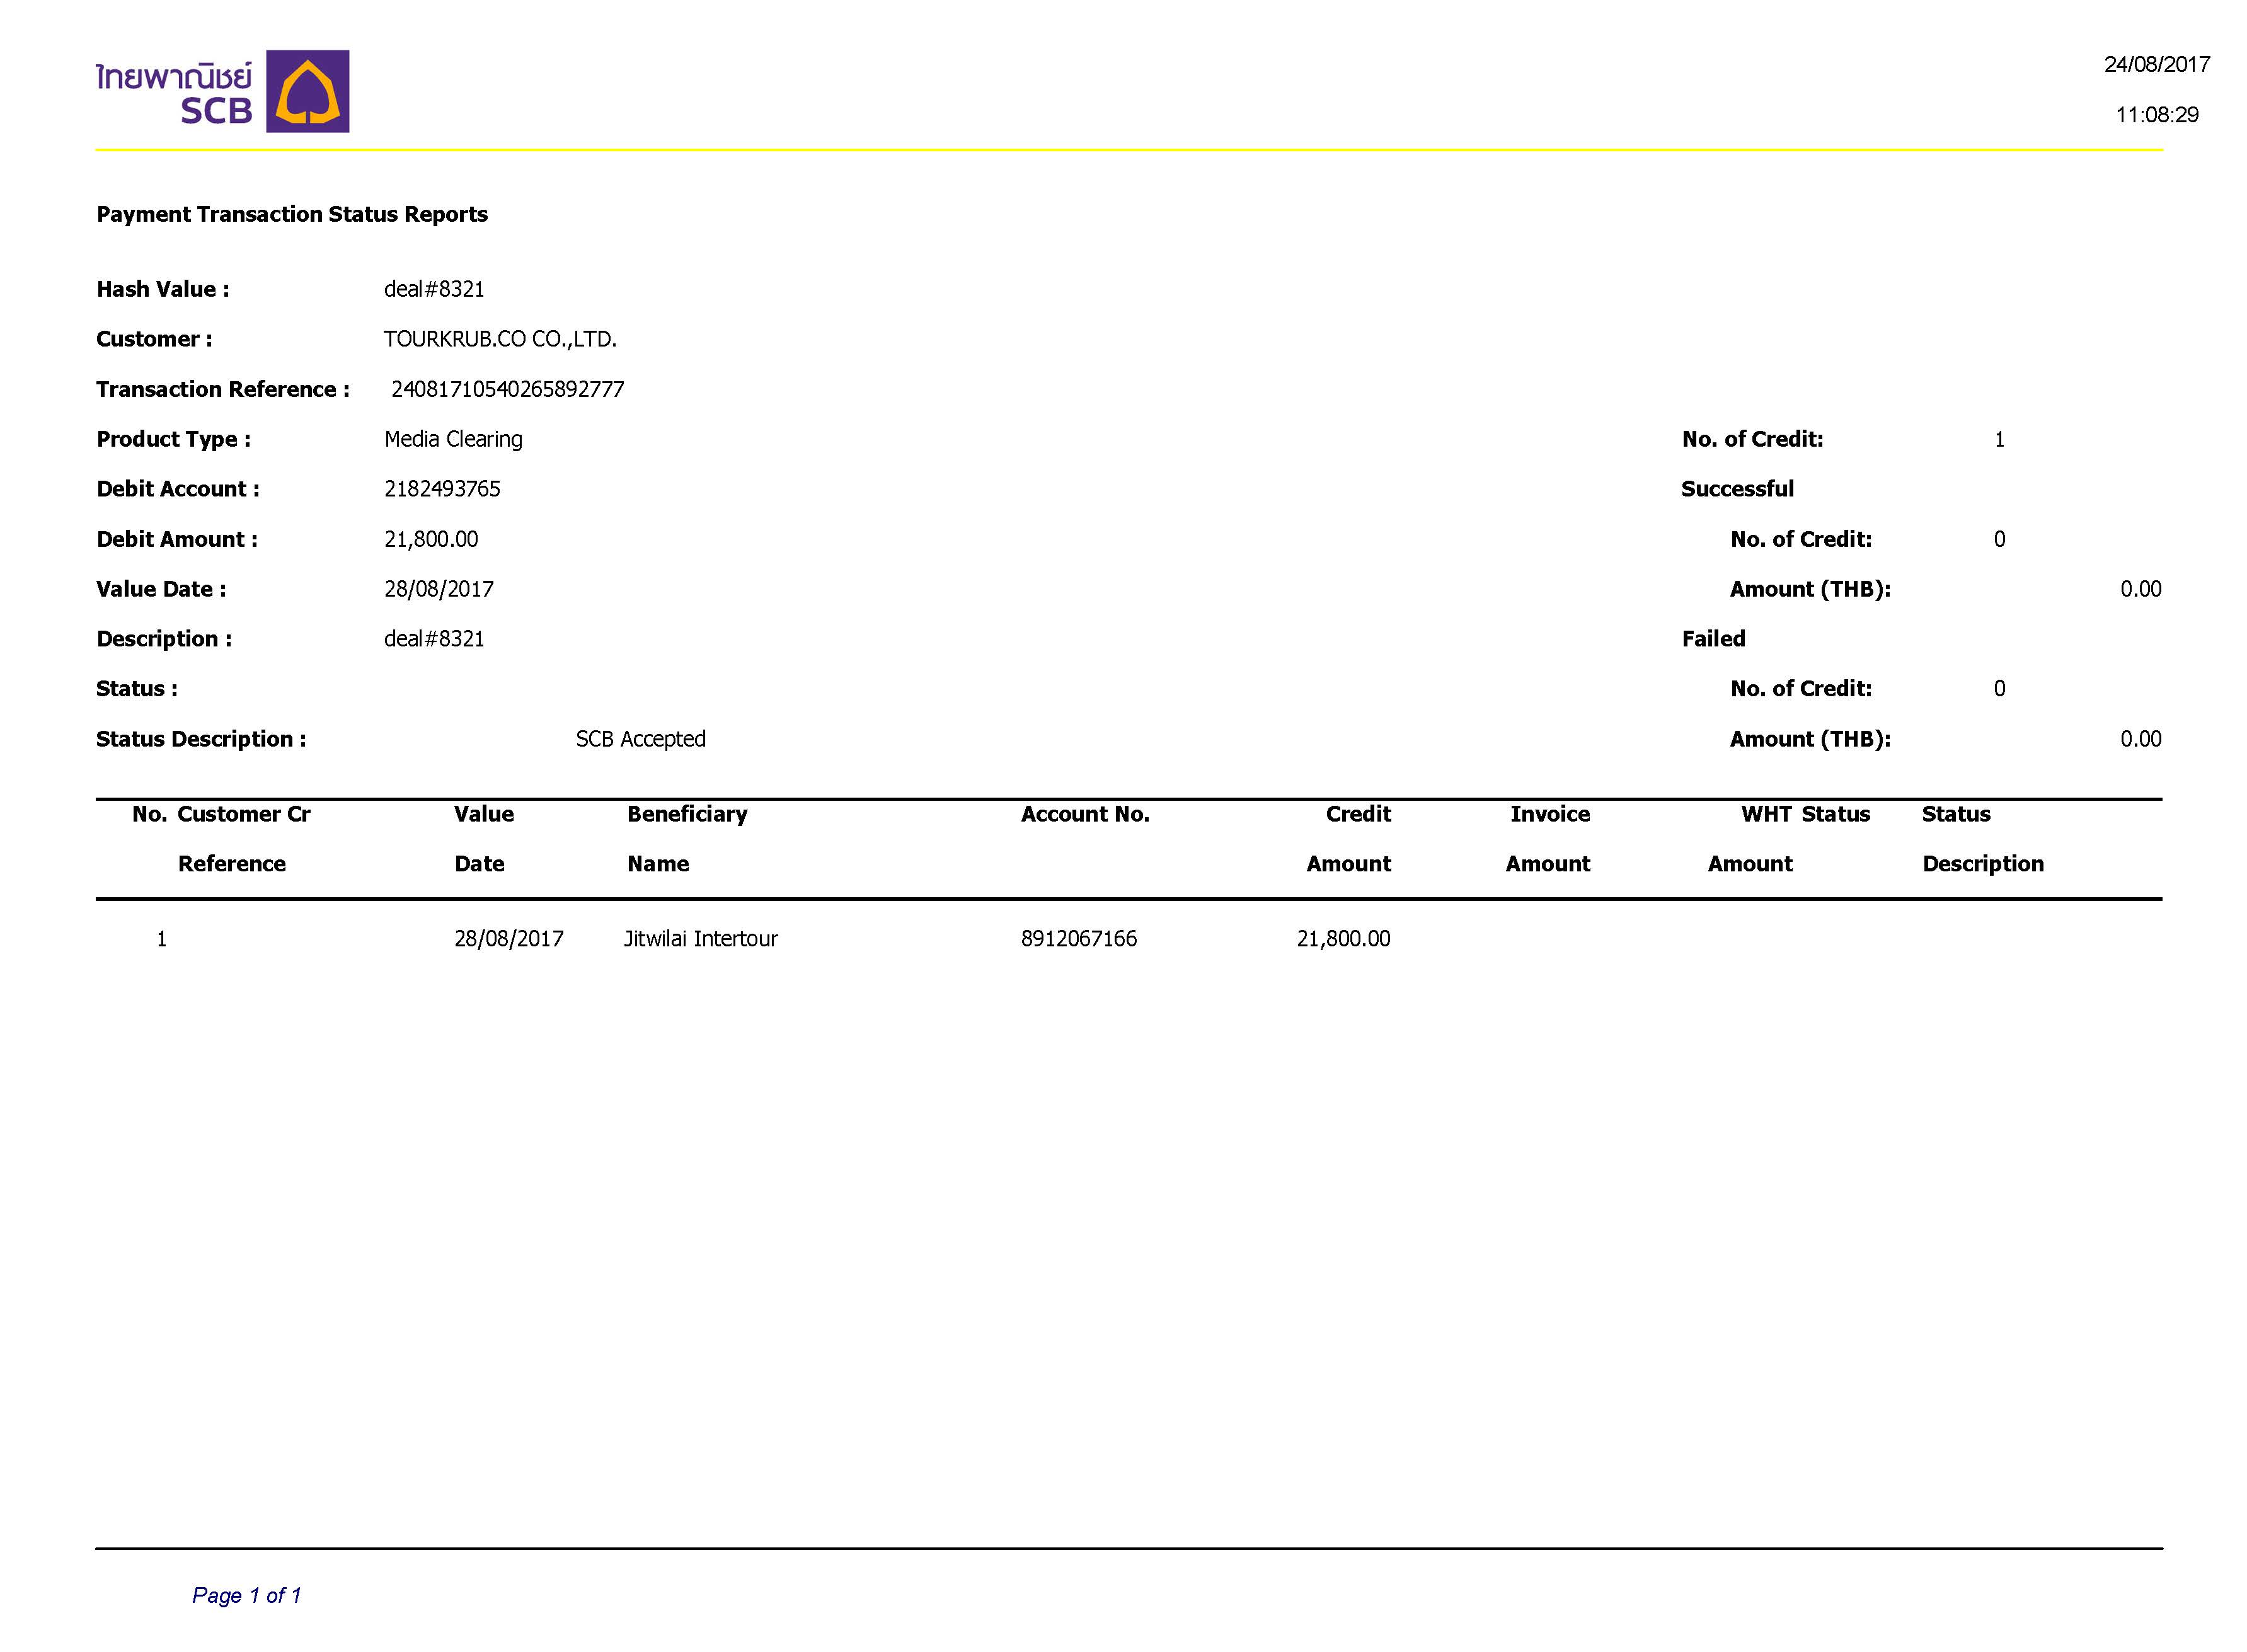 ไทยพาณิชย์
SCB
24/08/2017
11:08:29
Payment Transaction Status Reports
Hash Value : deal#8321
Customer : TOURKRUB.CO CO.,LTD.
Transaction Reference : 24081710540265892777
Product Type : Media Clearing No. of Credit: 1
Debit Account : 2182493765 Successful
Debit Amount : 21,800.00 No. of Credit: 0
Value Date : 28/08/2017 Amount (THB): 0.00
Description : deal#8321 Failed
Status : No. of Credit: 0
Status Description : SCB Accepted Amount (THB): 0.00
No. Customer Cr Value Beneficiary Account No. Credit Invoice WHT Status Status
Reference Date Name Amount Amount Amount Description
1 28/08/2017 Jitwilai Intertour 8912067166 21,800.00
Page 1 of 1